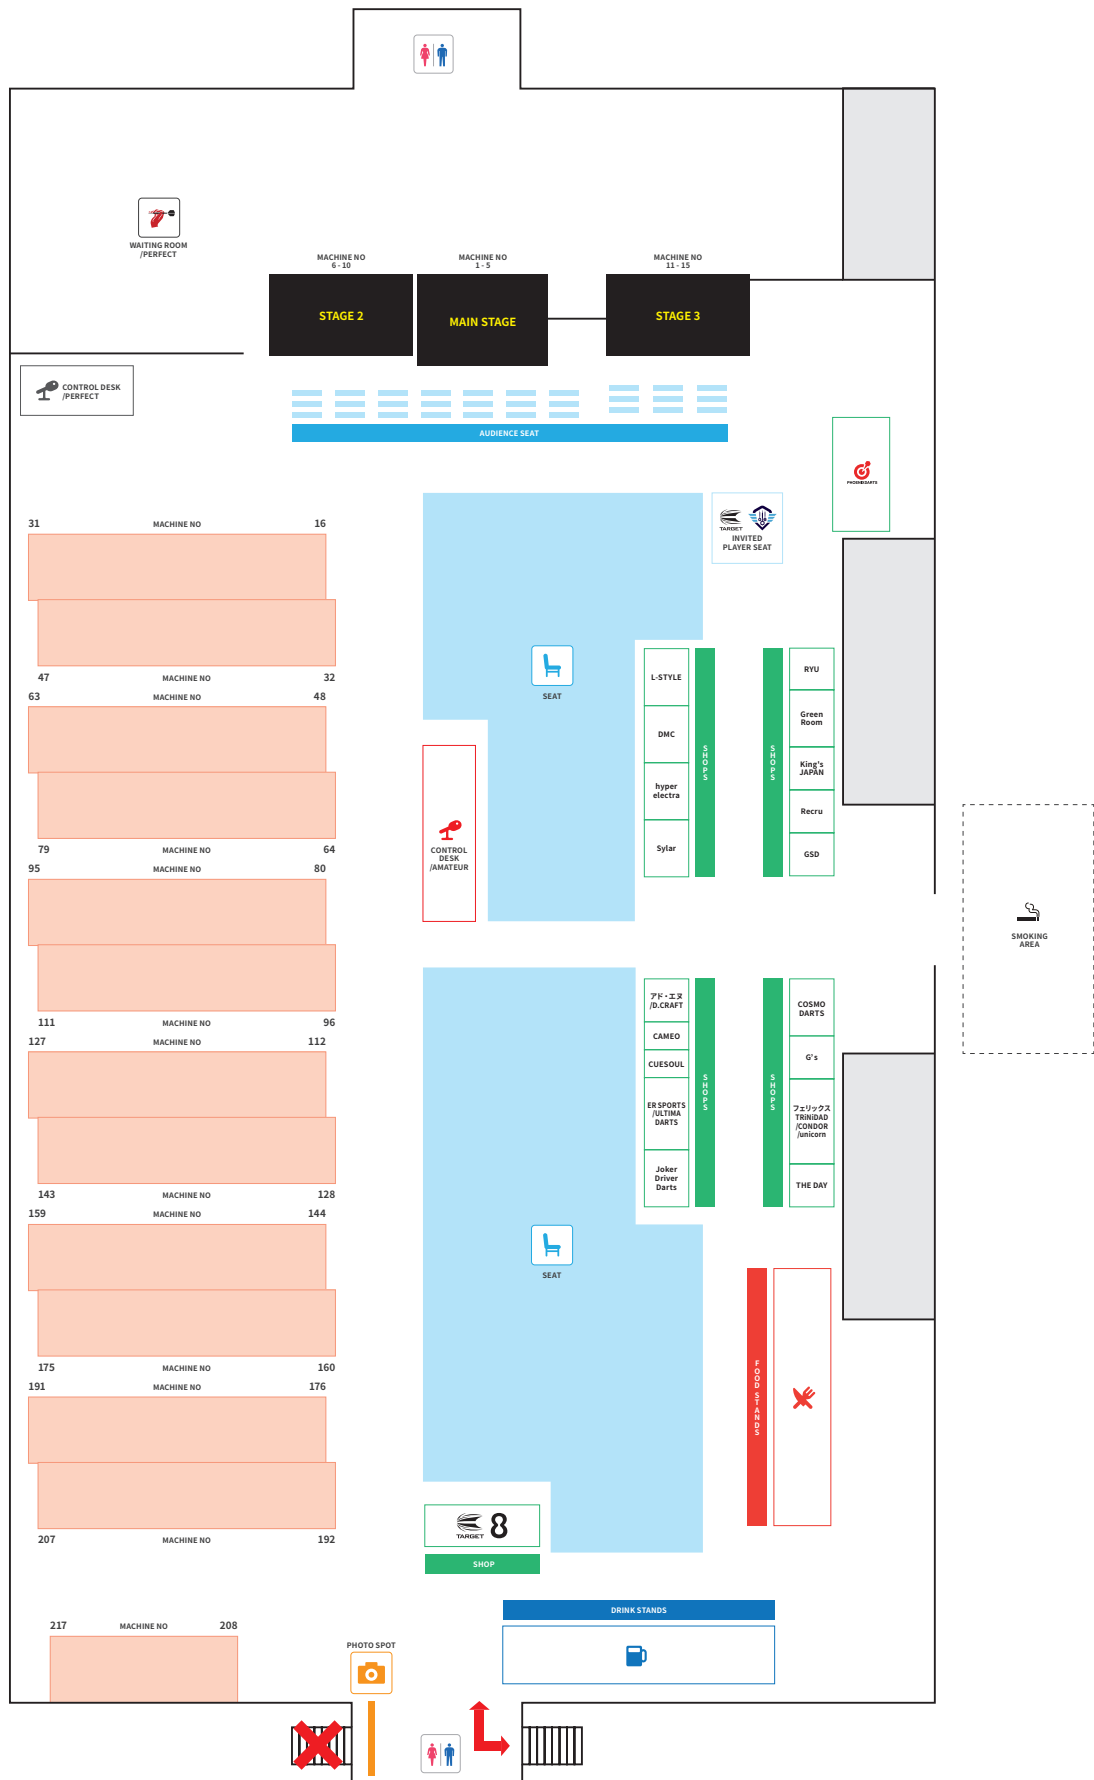 WAITING ROOM
/PERFECT
MACHINE NO
6 - 10
MACHINE NO
1 - 5
MACHINE NO
11 - 15
STAGE 2
MAIN STAGE
STAGE 3
CONTROL DESK
/PERFECT
AUDIENCE SEAT
PHOENIXDARTS
TARGET
INVITED
PLAYER SEAT
31 MACHINE NO 16
47 MACHINE NO 32
63 MACHINE NO 48
79 MACHINE NO 64
95 MACHINE NO 80
111 MACHINE NO 96
127 MACHINE NO 112
143 MACHINE NO 128
159 MACHINE NO 144
175 MACHINE NO 160
191 MACHINE NO 176
207 MACHINE NO 192
217 MACHINE NO 208
SEAT
CONTROL
DESK
/AMATEUR
L-STYLE
DMC
hyper
electra
Sylar
SHOPS
SHOPS
RYU
Green
Room
King's
JAPAN
Recru
GSD
SMOKING
AREA
アド・エヌ
/D.CRAFT
CAMEO
CUESOUL
ER SPORTS
/ULTIMA
DARTS
Joker
Driver
Darts
SHOPS
SHOPS
COSMO
DARTS
G's
フェリックス
TRiNiDAD
/CONDOR
/unicorn
THE DAY
SEAT
FOOD STANDS
TARGET 8
SHOP
DRINK STANDS
PHOTO SPOT